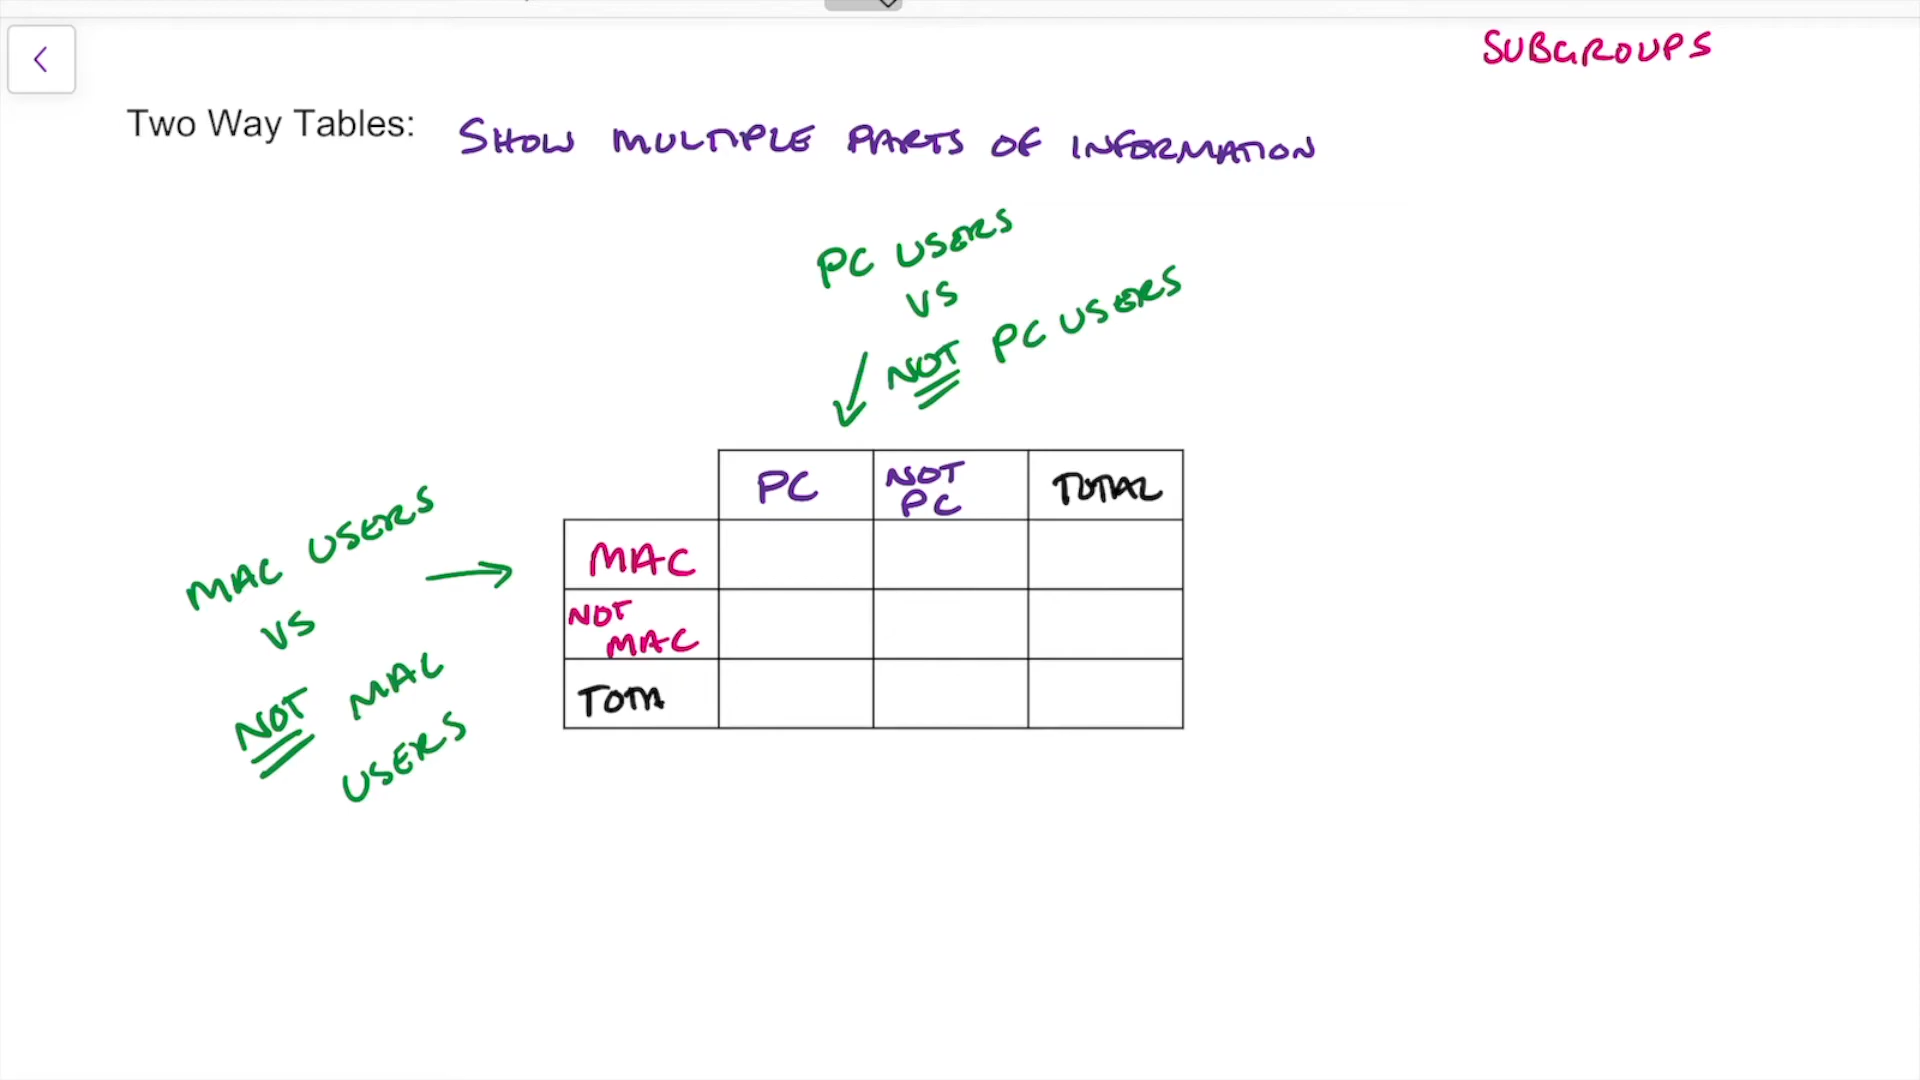 SUBGROUPS
Two Way Tables: SHOW MULTIPLE PARTS OF INFORMATION
PC USERS
VS
NOT PC USERS
PC
NOT
PC
TOTAL
MAC USERS
VS
NOT MAC
USERS
MAC
NOT
MAC
TOTA